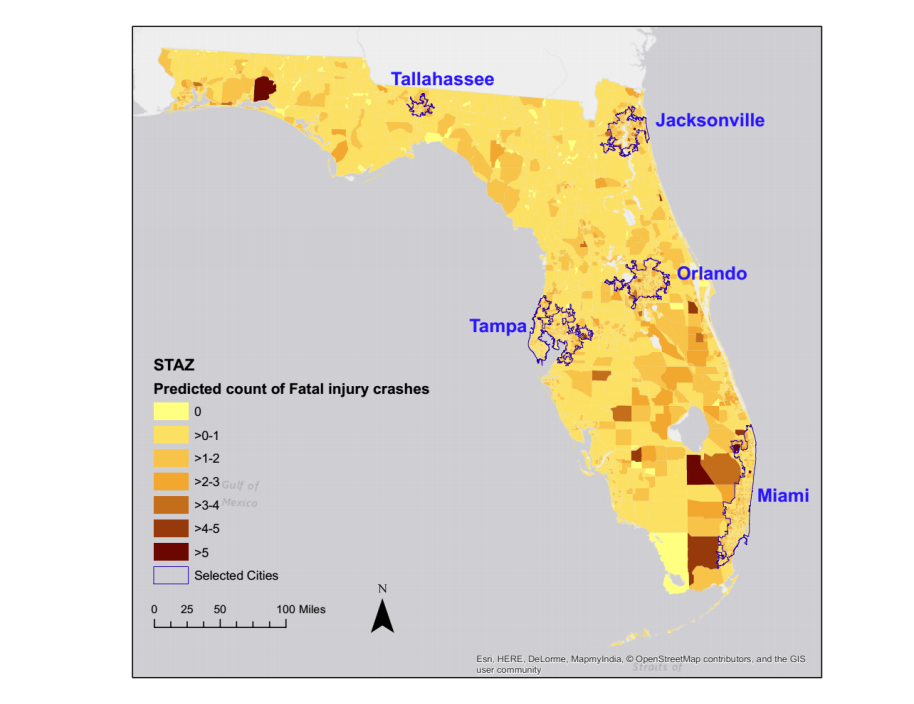 Tallahassee
Jacksonville
Orlando
Tampa
Miami
STAZ
Predicted count of Fatal injury crashes
0
>0-1
>1-2
>2-3
>3-4
>4-5
>5
Selected Cities
Gulf of
Mexico
0 25 50 100 Miles
N
Esri, HERE, DeLorme, MapmyIndia, © OpenStreetMap contributors, and the GIS
user community
Straits of